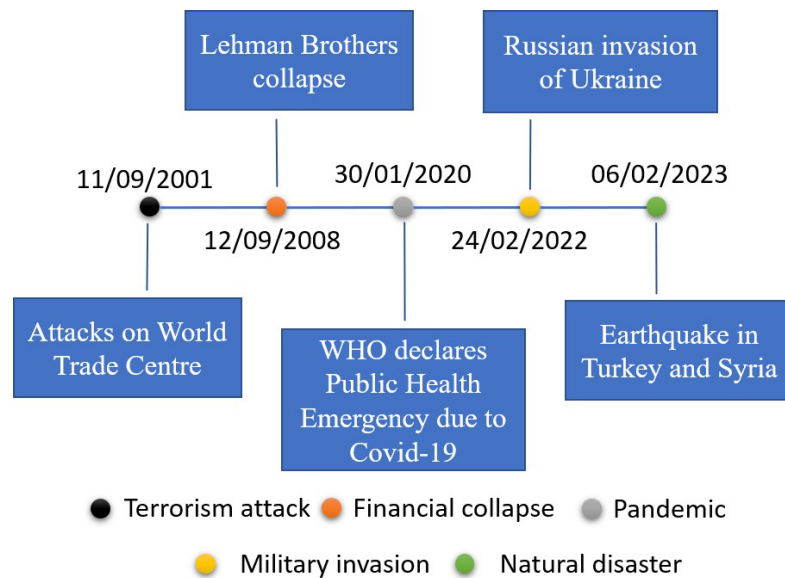 Lehman Brothers
collapse
Russian invasion
of Ukraine
11/09/2001
30/01/2020
06/02/2023
12/09/2008
24/02/2022
Attacks on World
Trade Centre
WHO declares
Public Health
Emergency due to
Covid-19
Earthquake in
Turkey and Syria
Terrorism attack
Financial collapse
Pandemic
Military invasion
Natural disaster